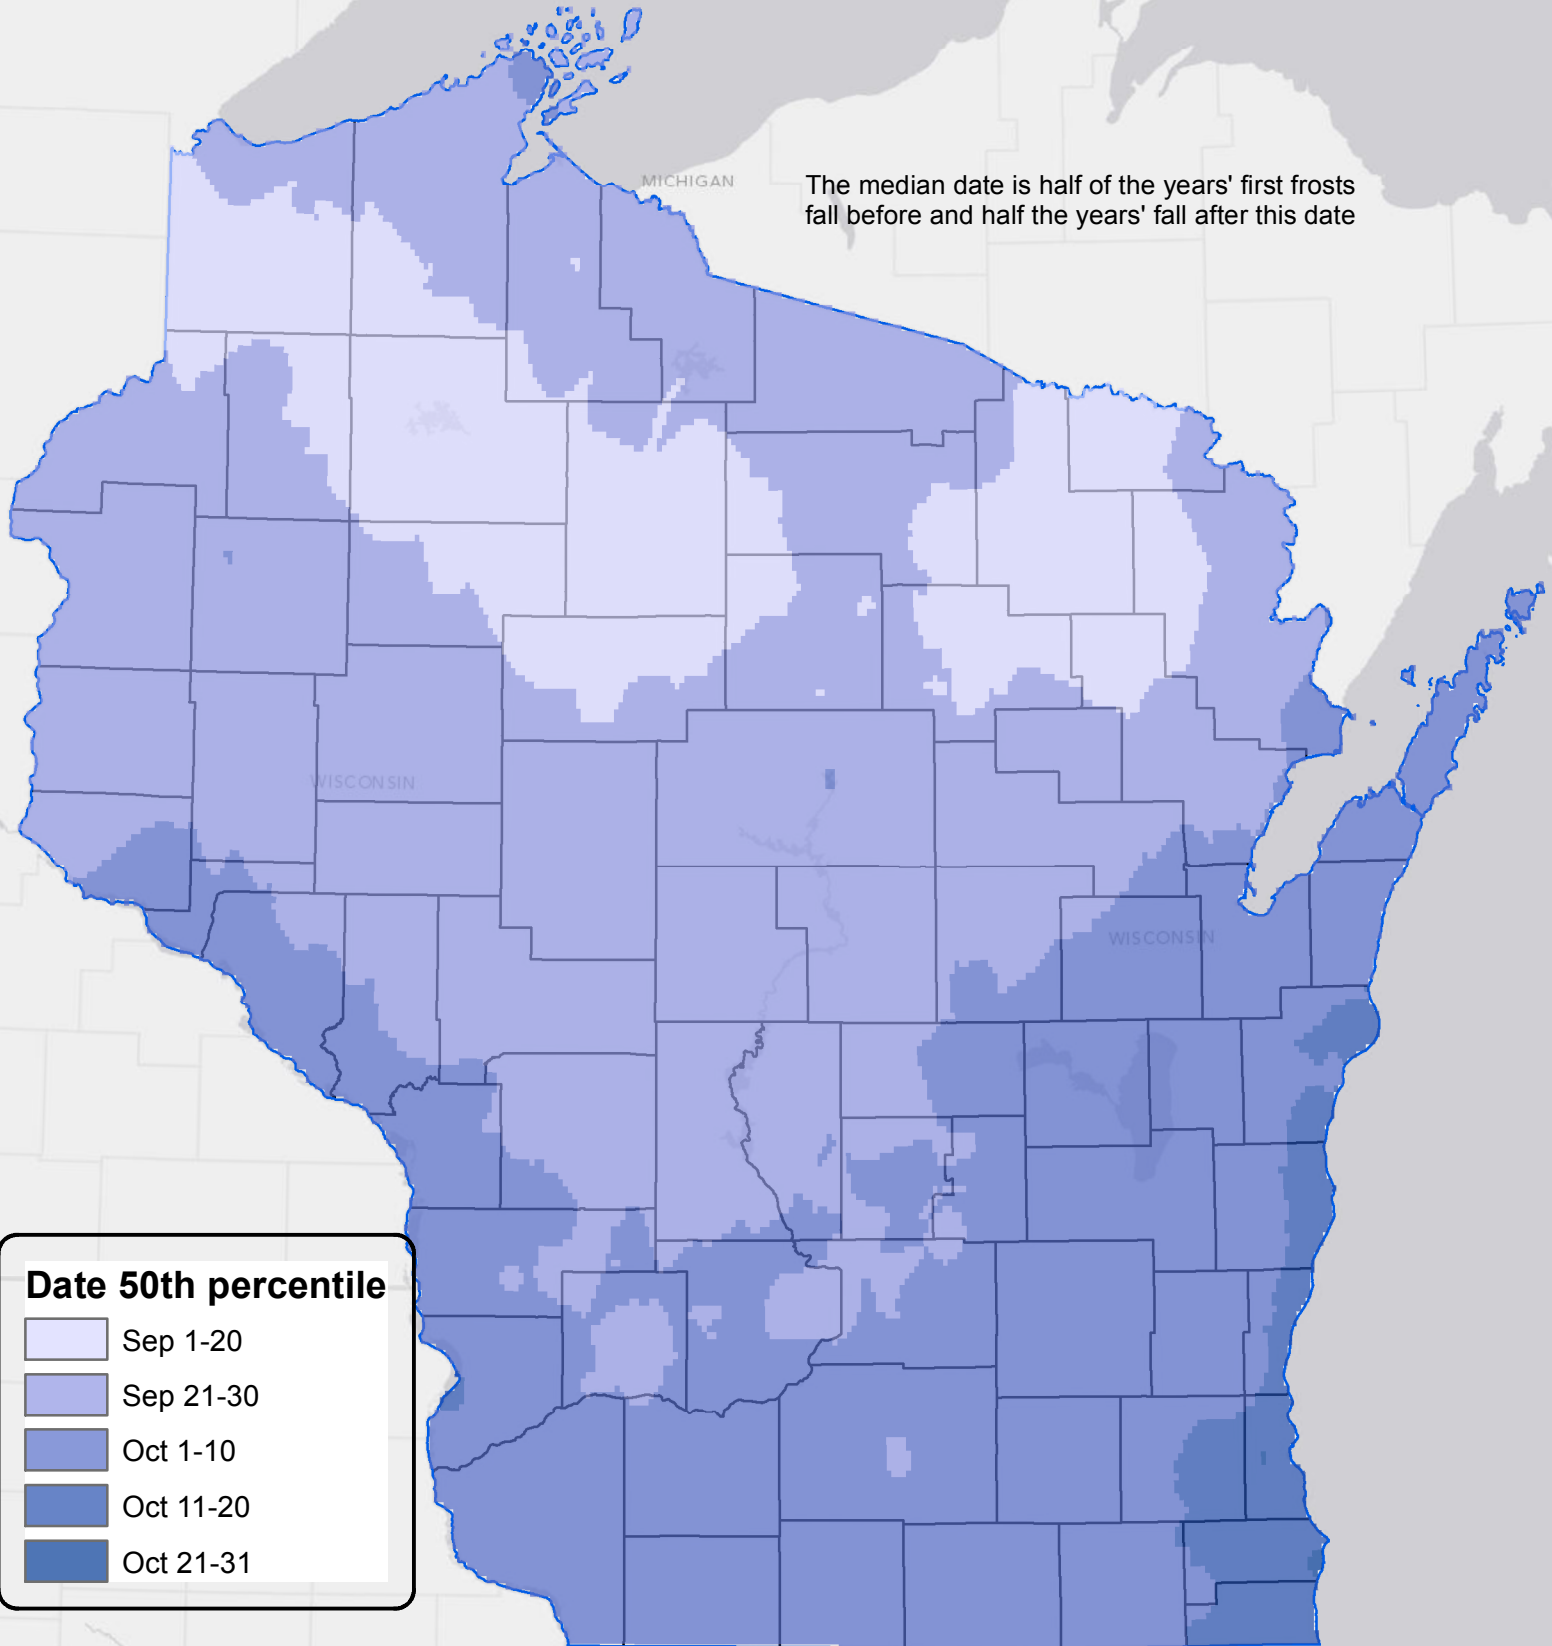 MICHIGAN
The median date is half of the years' first frosts
fall before and half the years' fall after this date
WISCONSIN
WISCONSIN
Date 50th percentile
Sep 1-20
Sep 21-30
Oct 1-10
Oct 11-20
Oct 21-31